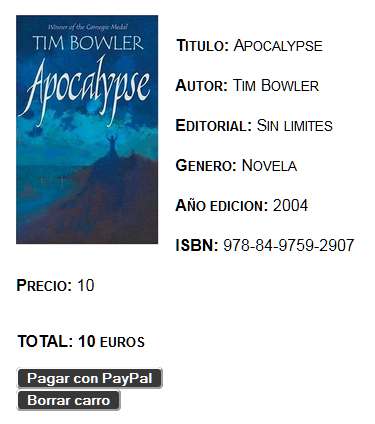 Winner of the Carnegie Medal
TIM BOWLER
Apocalypse
TITULO: APOCALYPSE
AUTOR: TIM BOWLER
EDITORIAL: SIN LIMITES
GENERO: NOVELA
AÑO EDICION: 2004
ISBN: 978-84-9759-2907
PRECIO: 10
TOTAL: 10 EUROS
Pagar con PayPal
Borrar carro